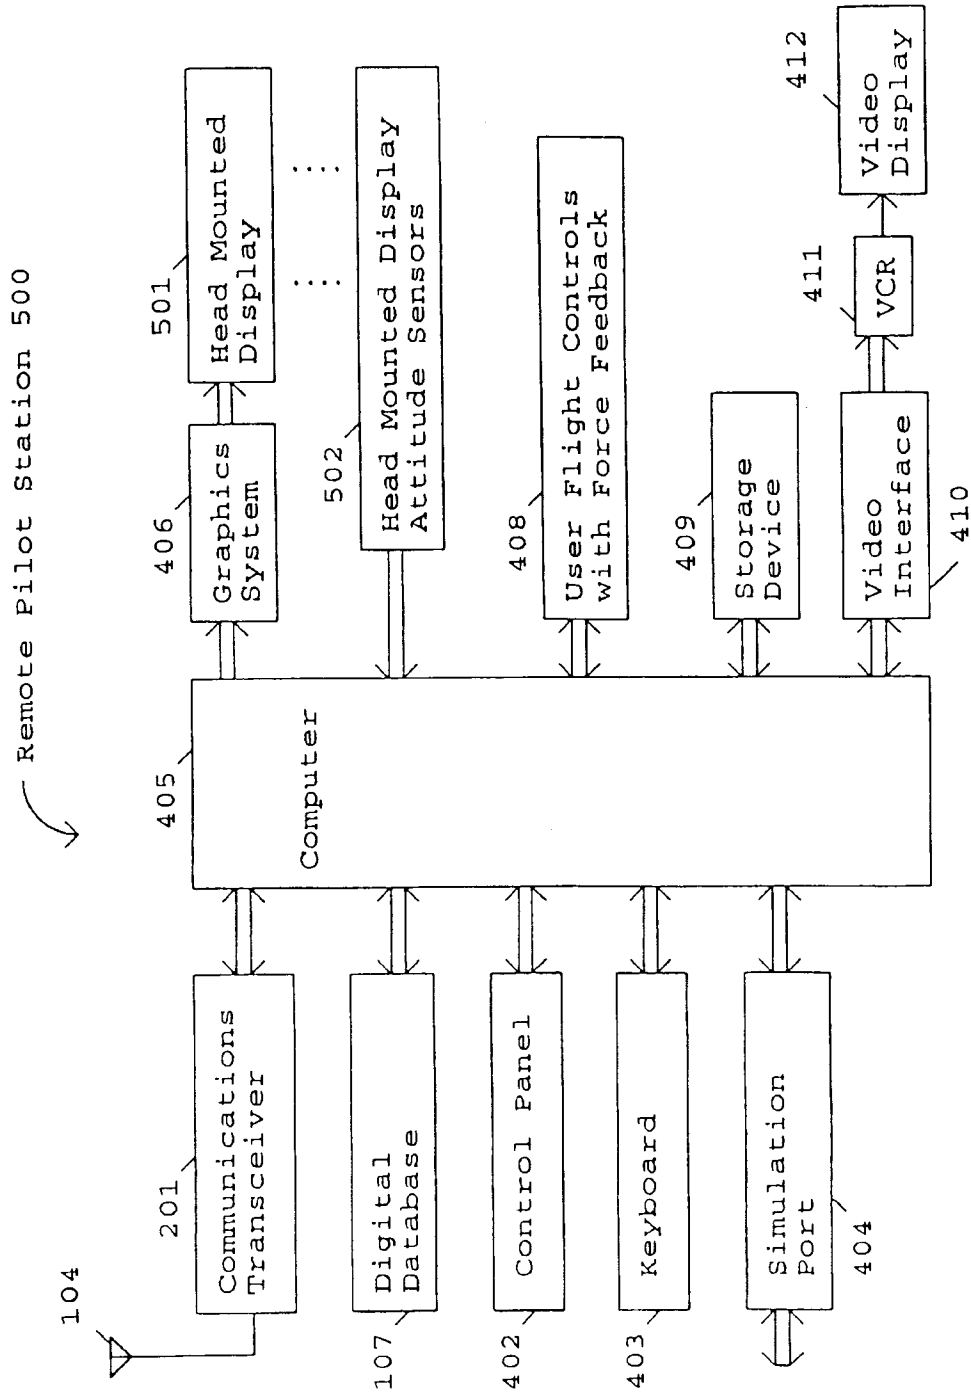 Remote Pilot Station 500
104
201
Communications
Transceiver
107
Digital
Database
402
Control Panel
403
Keyboard
Simulation
Port
404
405
Computer
406
Graphics
System
501
Head Mounted
Display
502
Head Mounted Display
Attitude Sensors
408
User Flight Controls
with Force Feedback
409
Storage
Device
Video
Interface
410
411
VCR
412
Video
Display